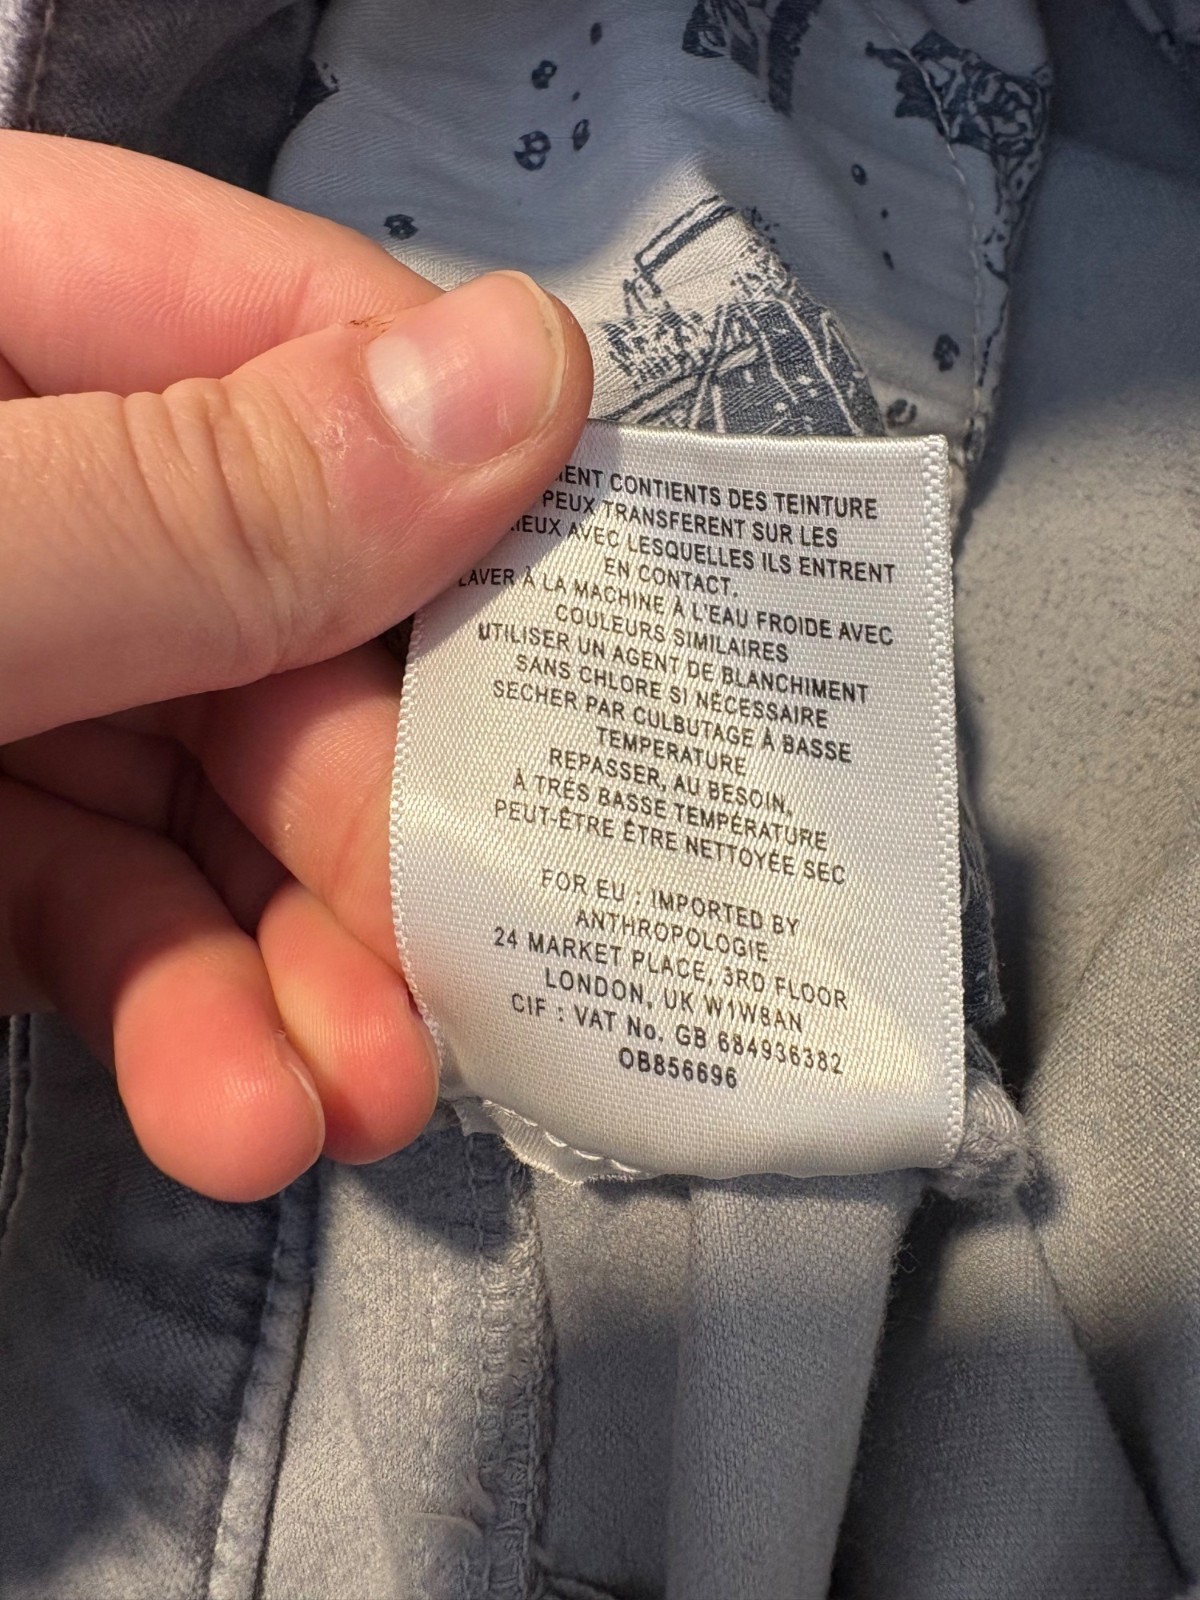 CONTIENTS DES TEINTURE
PEUX TRANSFERENT SUR LES
AVEC LESQUELLES ILS ENTRENT
EN CONTACT.
À LA MACHINE À L'EAU FROIDE AVEC
COULEURS SIMILAIRES
UTILISER UN AGENT DE BLANCHIMENT
SANS CHLORE SI NÉCESSAIRE
SECHER PAR CULBUTAGE À BASSE
TEMPERATURE
REPASSER, AU BESOIN,
À TRÉS BASSE TEMPÉRATURE
PEUT-ÊTRE ÊTRE NETTOYÉE SEC
FOR EU : IMPORTED BY
ANTHROPOLOGIE
24 MARKET PLACE, 3RD FLOOR
LONDON, UK W1W8AN
CIF : VAT No. GB 684936382
OB856696